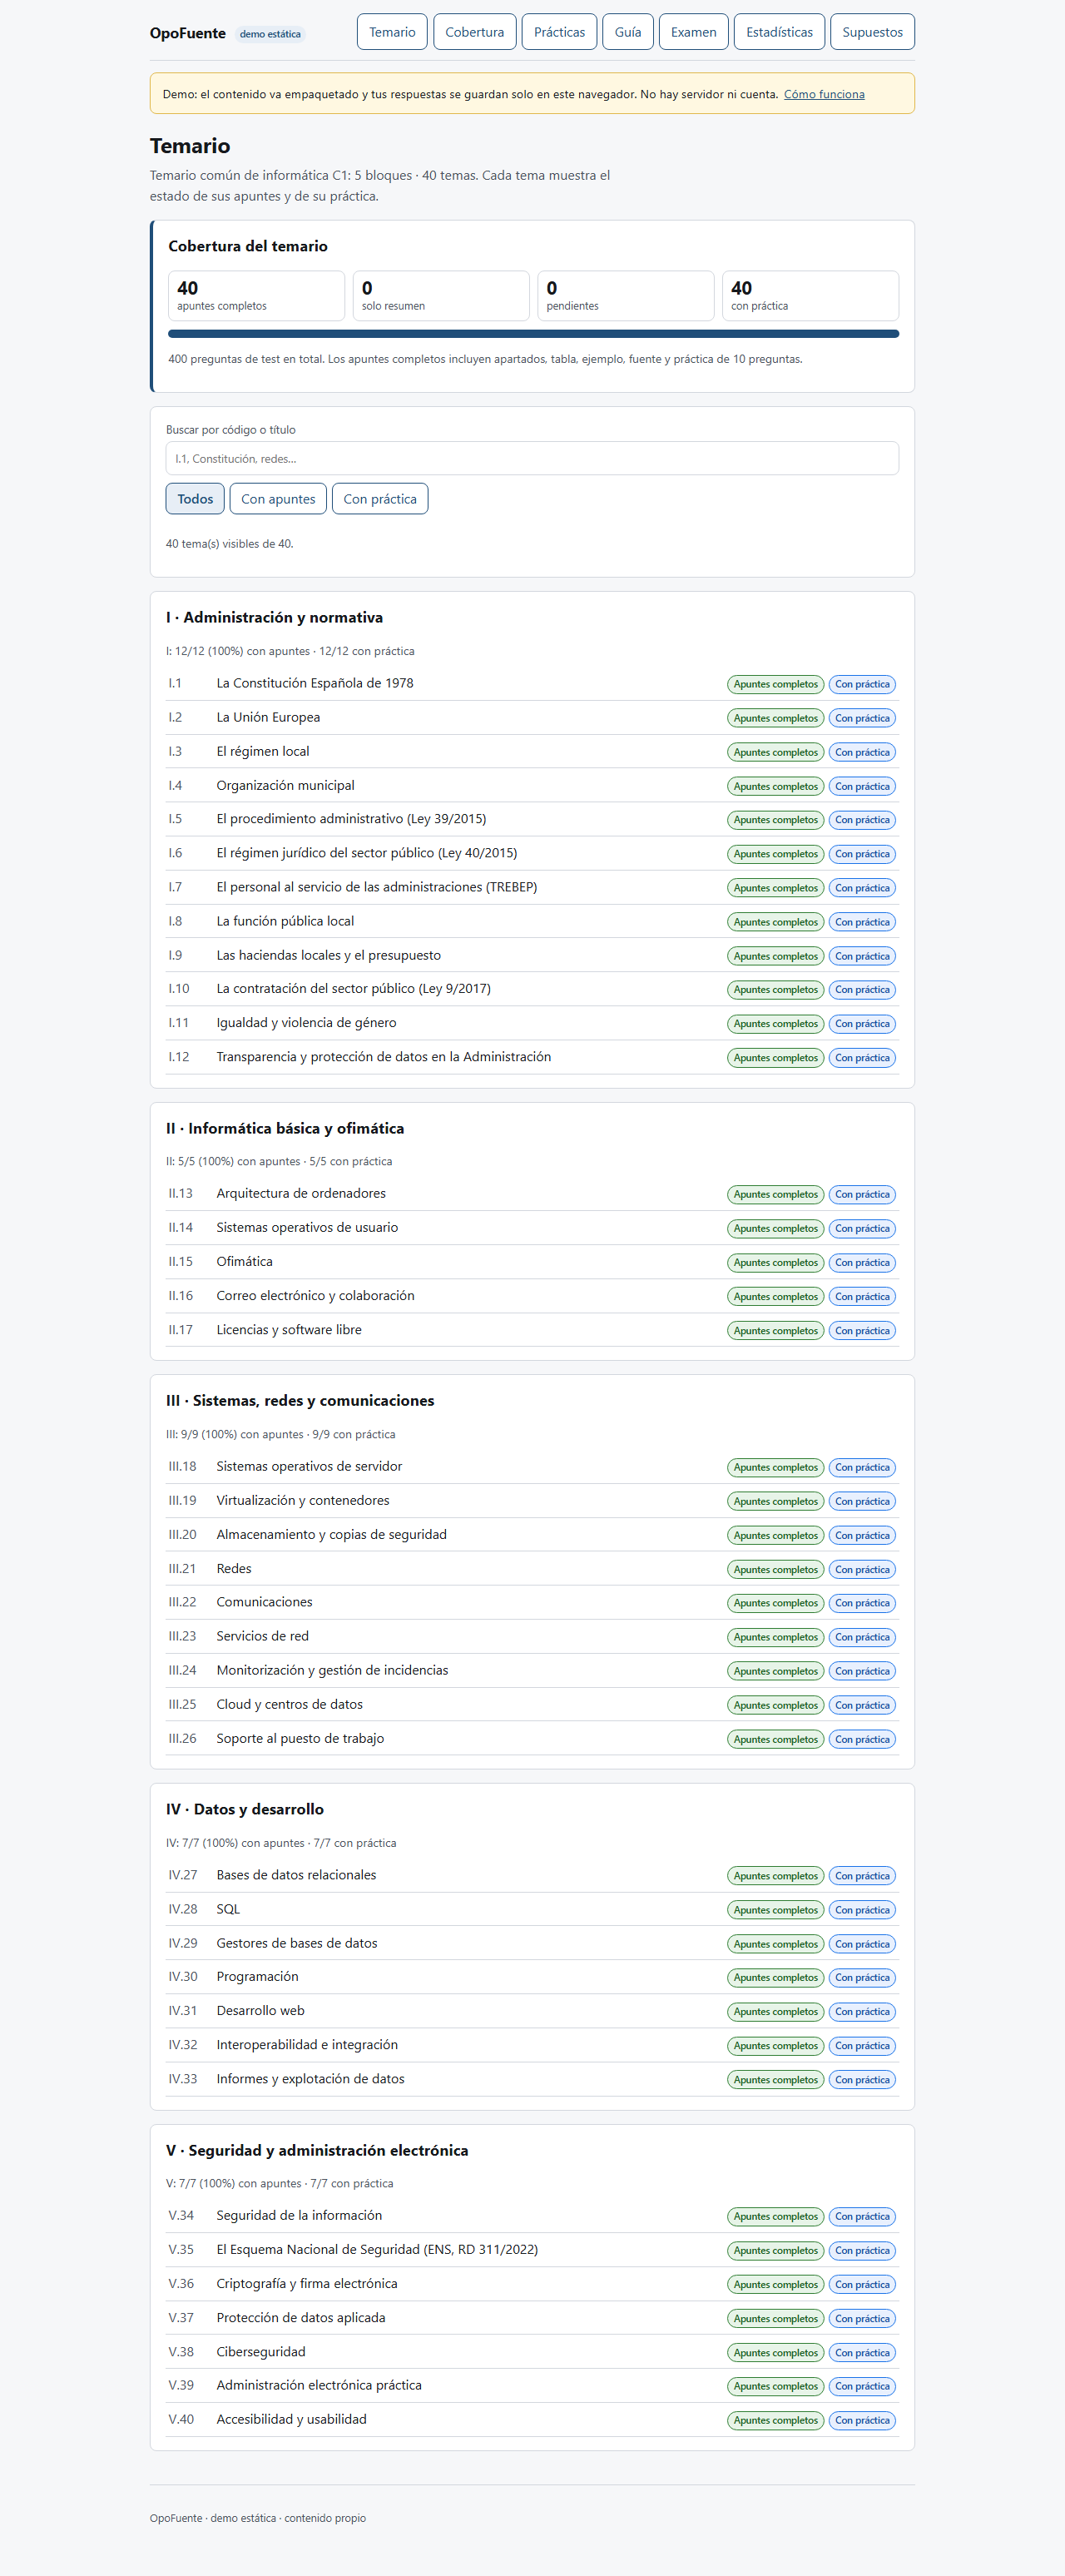 OpoFuente demo estática Temario Cobertura Prácticas Guía Examen Estadísticas Supuestos
Demo: el contenido va empaquetado y tus respuestas se guardan solo en este navegador. No hay servidor ni cuenta. Cómo funciona
Temario
Temario común de informática C1: 5 bloques · 40 temas. Cada tema muestra el
estado de sus apuntes y de su práctica.
Cobertura del temario
40 0 0 40
apuntes completos solo resumen pendientes con práctica
400 preguntas de test en total. Los apuntes completos incluyen apartados, tabla, ejemplo, fuente y práctica de 10 preguntas.
Buscar por código o título
I.1, Constitución, redes...
Todos Con apuntes Con práctica
40 tema(s) visibles de 40.
I · Administración y normativa
I: 12/12 (100%) con apuntes · 12/12 con práctica
I.1 La Constitución Española de 1978 Apuntes completos Con práctica
I.2 La Unión Europea Apuntes completos Con práctica
I.3 El régimen local Apuntes completos Con práctica
I.4 Organización municipal Apuntes completos Con práctica
I.5 El procedimiento administrativo (Ley 39/2015) Apuntes completos Con práctica
I.6 El régimen jurídico del sector público (Ley 40/2015) Apuntes completos Con práctica
I.7 El personal al servicio de las administraciones (TREBEP) Apuntes completos Con práctica
I.8 La función pública local Apuntes completos Con práctica
I.9 Las haciendas locales y el presupuesto Apuntes completos Con práctica
I.10 La contratación del sector público (Ley 9/2017) Apuntes completos Con práctica
I.11 Igualdad y violencia de género Apuntes completos Con práctica
I.12 Transparencia y protección de datos en la Administración Apuntes completos Con práctica
II · Informática básica y ofimática
II: 5/5 (100%) con apuntes · 5/5 con práctica
II.13 Arquitectura de ordenadores Apuntes completos Con práctica
II.14 Sistemas operativos de usuario Apuntes completos Con práctica
II.15 Ofimática Apuntes completos Con práctica
II.16 Correo electrónico y colaboración Apuntes completos Con práctica
II.17 Licencias y software libre Apuntes completos Con práctica
III · Sistemas, redes y comunicaciones
III: 9/9 (100%) con apuntes · 9/9 con práctica
III.18 Sistemas operativos de servidor Apuntes completos Con práctica
III.19 Virtualización y contenedores Apuntes completos Con práctica
III.20 Almacenamiento y copias de seguridad Apuntes completos Con práctica
III.21 Redes Apuntes completos Con práctica
III.22 Comunicaciones Apuntes completos Con práctica
III.23 Servicios de red Apuntes completos Con práctica
III.24 Monitorización y gestión de incidencias Apuntes completos Con práctica
III.25 Cloud y centros de datos Apuntes completos Con práctica
III.26 Soporte al puesto de trabajo Apuntes completos Con práctica
IV · Datos y desarrollo
IV: 7/7 (100%) con apuntes · 7/7 con práctica
IV.27 Bases de datos relacionales Apuntes completos Con práctica
IV.28 SQL Apuntes completos Con práctica
IV.29 Gestores de bases de datos Apuntes completos Con práctica
IV.30 Programación Apuntes completos Con práctica
IV.31 Desarrollo web Apuntes completos Con práctica
IV.32 Interoperabilidad e integración Apuntes completos Con práctica
IV.33 Informes y explotación de datos Apuntes completos Con práctica
V · Seguridad y administración electrónica
V: 7/7 (100%) con apuntes · 7/7 con práctica
V.34 Seguridad de la información Apuntes completos Con práctica
V.35 El Esquema Nacional de Seguridad (ENS, RD 311/2022) Apuntes completos Con práctica
V.36 Criptografía y firma electrónica Apuntes completos Con práctica
V.37 Protección de datos aplicada Apuntes completos Con práctica
V.38 Ciberseguridad Apuntes completos Con práctica
V.39 Administración electrónica práctica Apuntes completos Con práctica
V.40 Accesibilidad y usabilidad Apuntes completos Con práctica
OpoFuente · demo estática · contenido propio